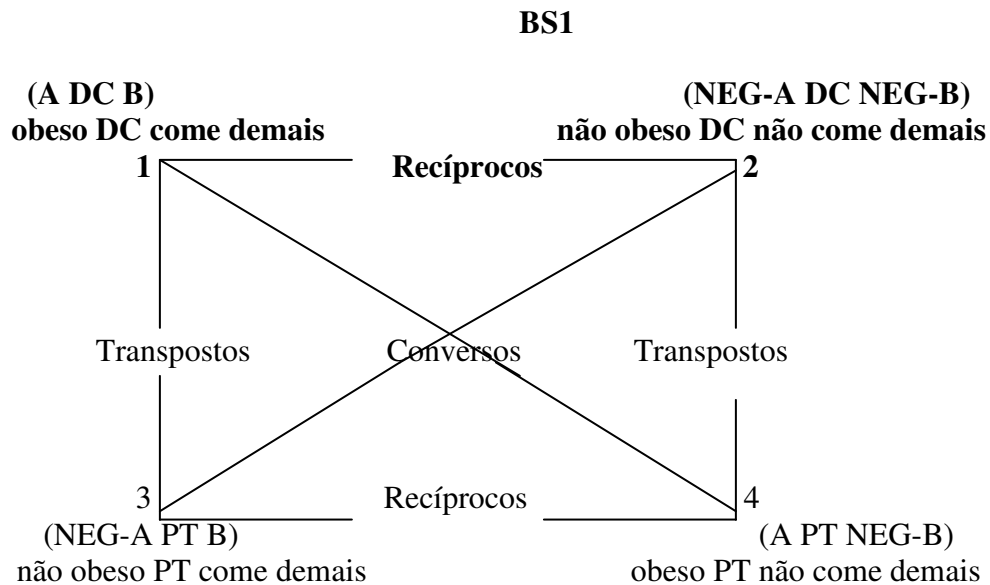 BS1
(A DC B) (NEG-A DC NEG-B)
obeso DC come demais não obeso DC não come demais
1 Recíprocos 2
Transpostos Conversos Transpostos
3 Recíprocos 4
(NEG-A PT B) (A PT NEG-B)
não obeso PT come demais obeso PT não come demais